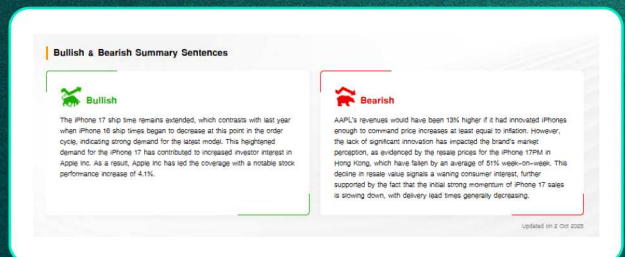 Bullish & Bearish Summary Sentences
Bullish
The iPhone 17 ship time remains extended, which contrasts with last year
when iPhone 16 ship times began to decrease at this point in the order
cycle, indicating strong demand for the latest model. This heightened
demand for the iPhone 17 has contributed to increased investor interest in
Apple Inc. As a result, Apple Inc has led the coverage with a notable stock
performance increase of 4.1%.
Bearish
AAPL's revenues would have been 13% higher if it had innovated iPhones
enough to command price increases at least equal to inflation. However,
the lack of significant innovation has impacted the brand's market
perception, as evidenced by the resale prices for the iPhone 17PM in
Hong Kong, which have fallen by an average of 51% week-on-week. This
decline in resale value signals a waning consumer interest, further
supported by the fact that the initial strong momentum of iPhone 17 sales
is slowing down, with delivery lead times generally decreasing.
Updated on 2 Oct 2025